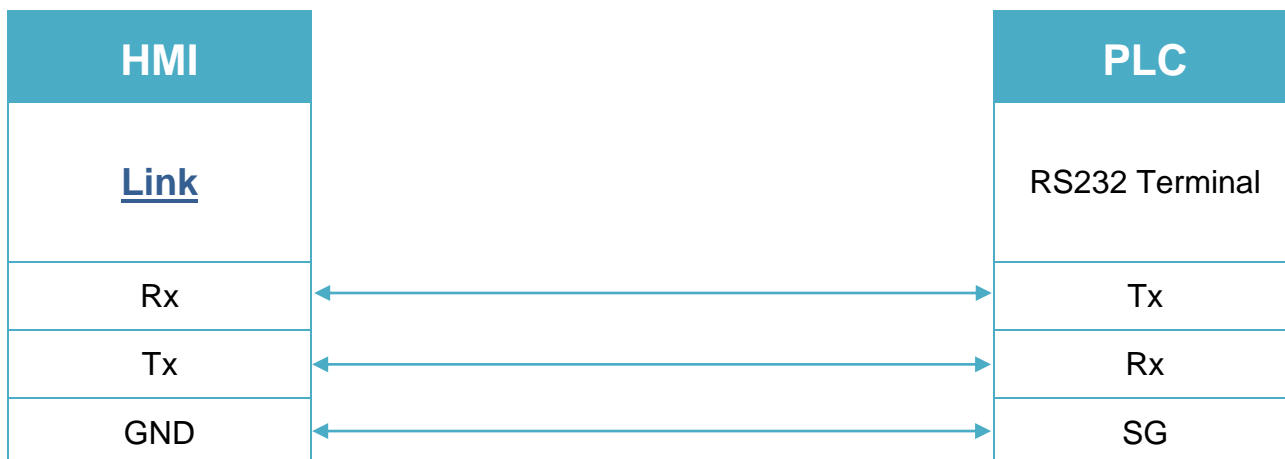 HMI PLC
Link RS232 Terminal
Rx Tx
Tx Rx
GND SG